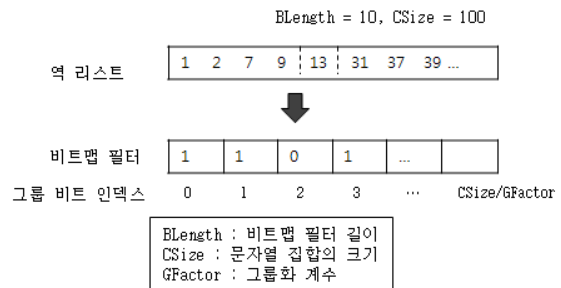 BLength = 10, CSize = 100
역 리스트 1 2 7 9 13 31 37 39 …
비트맵 필터 1 1 0 1 …
그룹 비트 인덱스 0 1 2 3 … CSize/GFactor
BLength : 비트맵 필터 길이
CSize : 문자열 집합의 크기
GFactor : 그룹화 계수